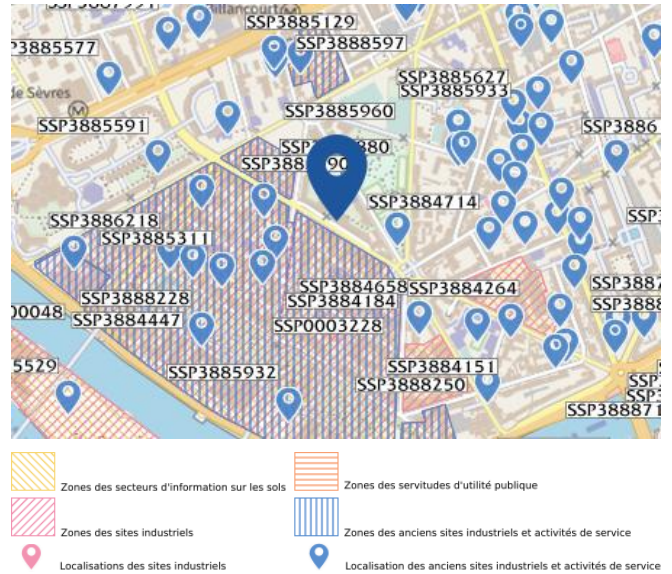 Billancourt
SSP3885129
SSP3885577
SSP3888597
SSP3885627
SSP3885933
de Sèvres
SSP3885960
SSP3885591
SSP3886
SSP3886218
SSP3884714
SSP3885311
SSP3884658
SSP3884264
SSP3888228
SSP3884184
00048
SSP3884447
SSP0003228
SSP3884151
SSP3885932
SSP3888250
Zones des secteurs d'information sur les sols
Zones des servitudes d'utilité publique
Zones des sites industriels
Zones des anciens sites industriels et activités de service
Localisations des sites industriels
Localisation des anciens sites industriels et activités de service